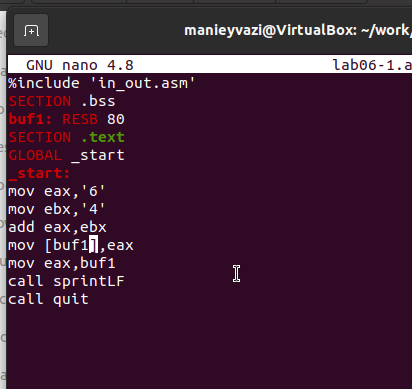 manieyvazi@VirtualBox: ~/work/
GNU nano 4.8 lab06-1.a
%include 'in_out.asm'
SECTION .bss
buf1: RESB 80
SECTION .text
GLOBAL _start
_start:
mov eax,'6'
mov ebx,'4'
add eax,ebx
mov [buf1],eax
mov eax,buf1
call sprintLF
call quit